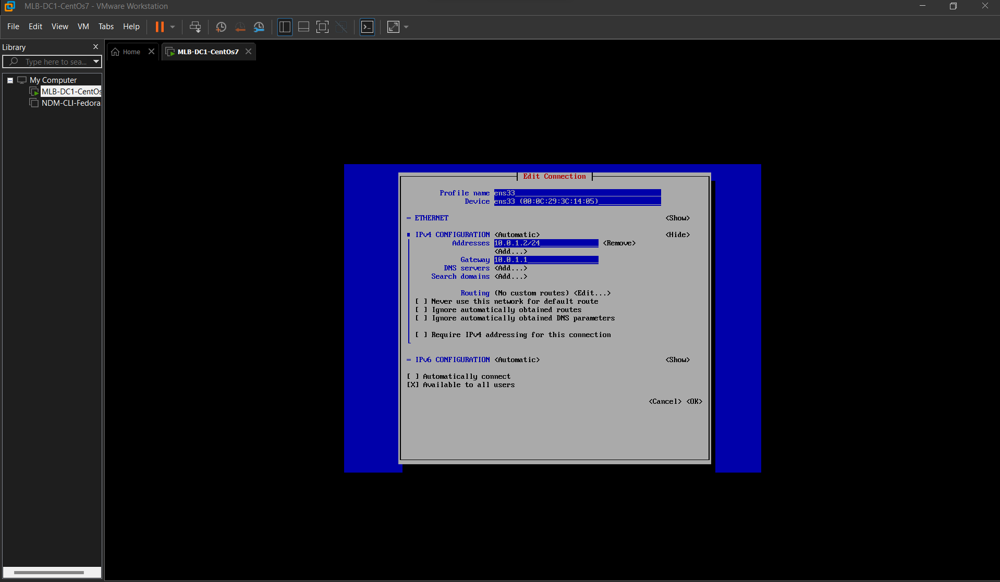 MLB-DC1-CentOs7 - VMware Workstation
File Edit View VM Tabs Help
Library
Home
MLB-DC1-CentOs7
Type here to sea...
My Computer
MLB-DC1-CentOs
NDM-CLI-Fedora
Edit Connection
Profile name ens33
Device ens33 (00:0C:29:3C:14:05)
= ETHERNET <Show>
IPv4 CONFIGURATION <Automatic> <Hide>
Addresses 10.0.1.2/24 <Remove>
<Add...>
Gateway 10.0.1.1
DNS servers <Add...>
Search domains <Add...>
Routing (No custom routes) <Edit...>
[ ] Never use this network for default route
[ ] Ignore automatically obtained routes
[ ] Ignore automatically obtained DNS parameters
[ ] Require IPv4 addressing for this connection
= IPv6 CONFIGURATION <Automatic> <Show>
[ ] Automatically connect
[X] Available to all users
<Cancel> <OK>